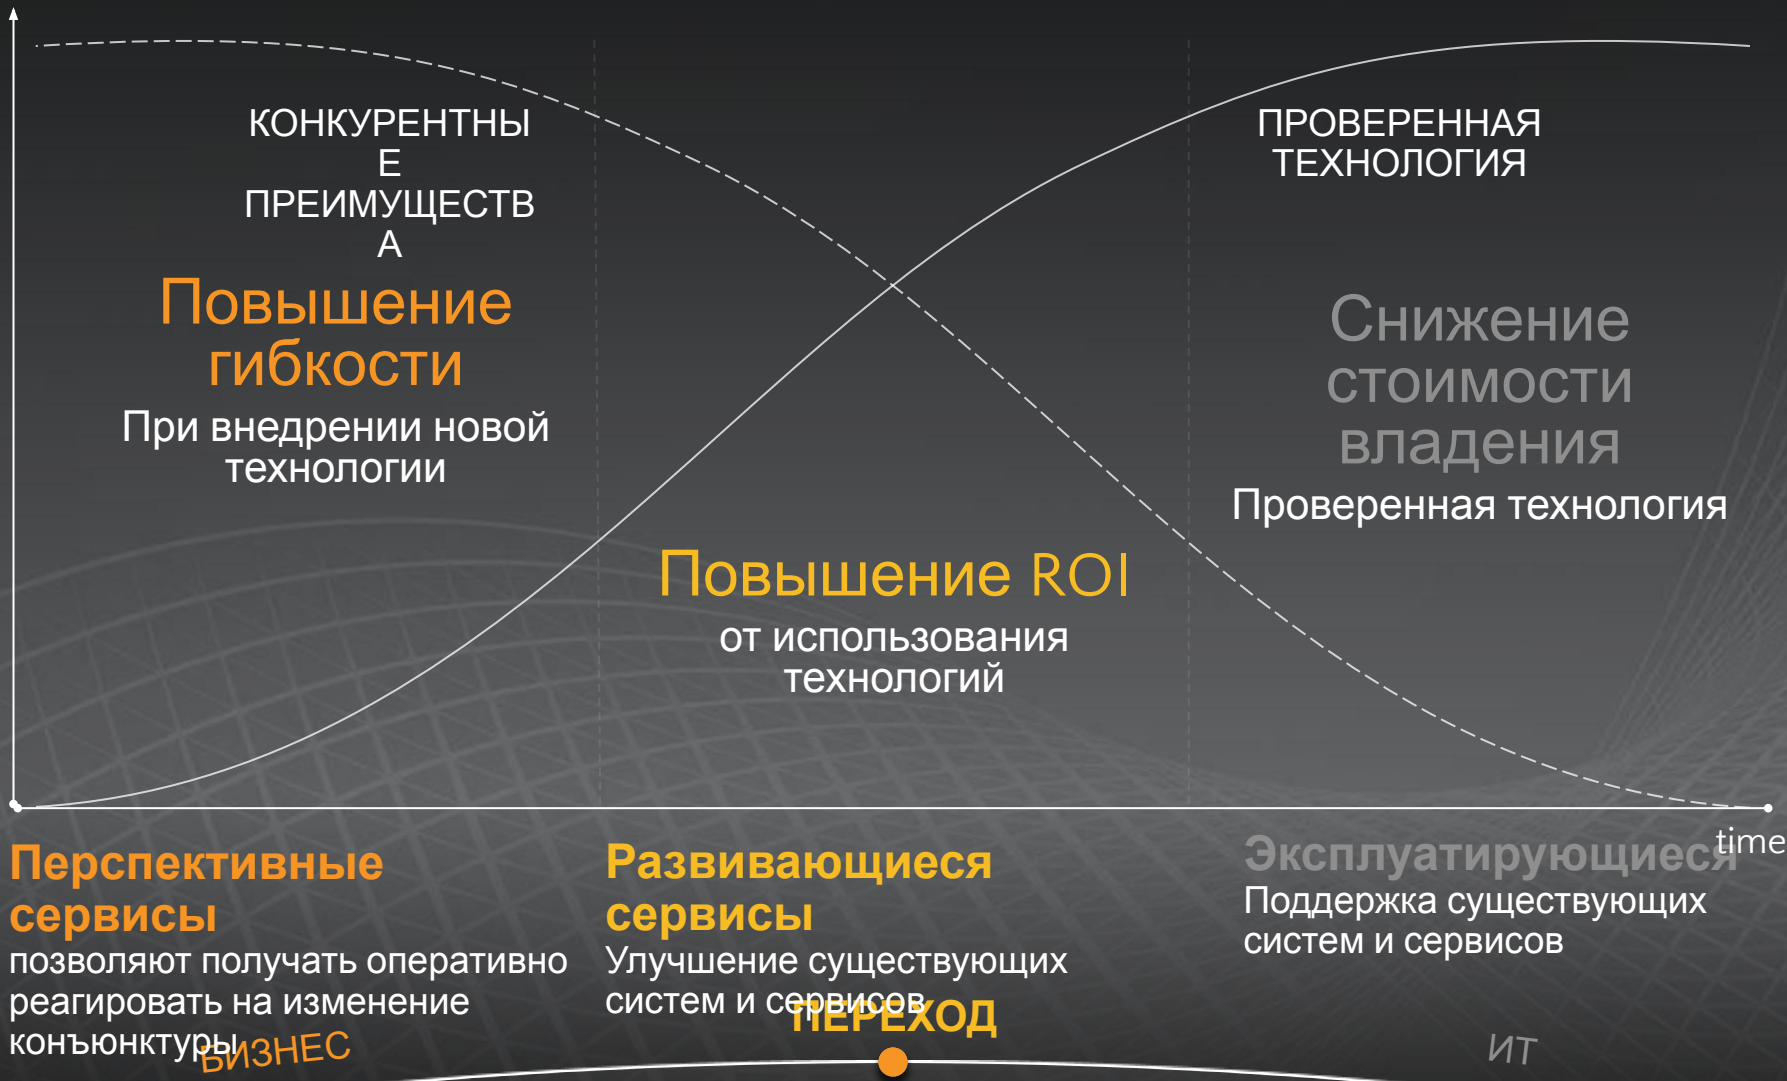 КОНКУРЕНТНЫ
Е
ПРЕИМУЩЕСТВ
А
Повышение
гибкости
При внедрении новой
технологии
Повышение ROI
от использования
технологий
ПРОВЕРЕННАЯ
ТЕХНОЛОГИЯ
Снижение
стоимости
владения
Проверенная технология
time
Перспективные
сервисы
позволяют получать оперативно
реагировать на изменение
конъюнктуры
Развивающиеся
сервисы
Улучшение существующих
систем и сервисов
Эксплуатирующиеся
Поддержка существующих
систем и сервисов
БИЗНЕС
ПЕРЕХОД
ИТ